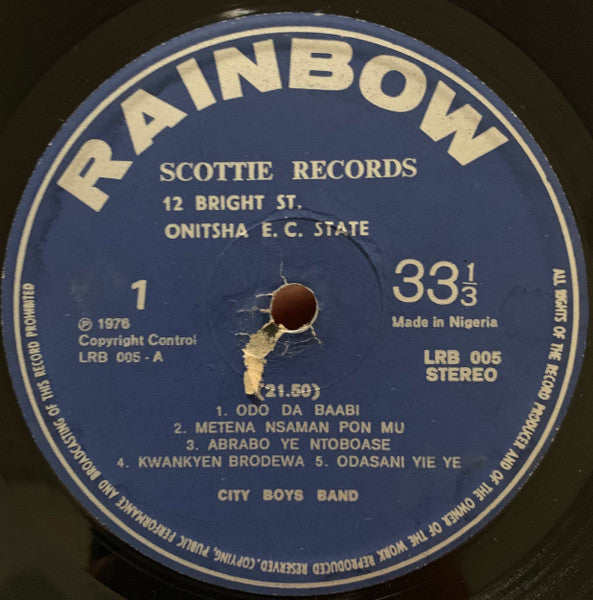 RAINBOW
SCOTTIE RECORDS
12 BRIGHT ST.
ONITSHA E. C. STATE
1
33 1/3
℗ 1976
Copyright Control
LRB 005 - A
Made in Nigeria
LRB 005
STEREO
(21.50)
1. ODO DA BAABI
2. METENA NSAMAN PON MU
3. ABRABO YE NTOBOASE
4. KWANKYEN BRODEWA 5. ODASANI YIE YE
CITY BOYS BAND
ALL RIGHTS OF THE RECORD PRODUCER AND OF THE OWNER OF THE WORK REPRODUCED RESERVED.COPYING, PUBLIC PERFORMANCE AND BROADCASTING OF THIS RECORD PROHIBITED